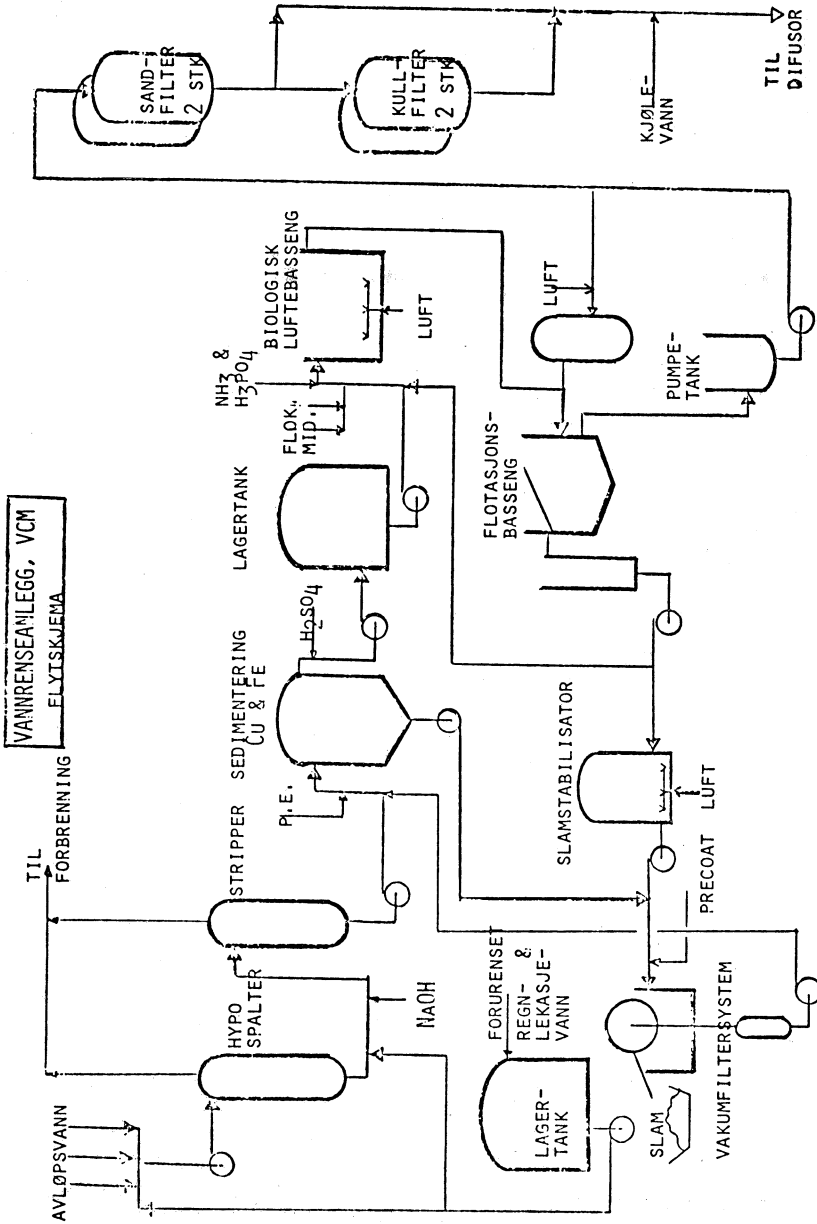 VANNRENSEANLEGG, VCM
FLYTSKJEMA
AVLØPSVANN
TIL
FORBRENNING
HYPO
SPALTER
STRIPPER
NaOH
P.E.
SEDIMENTERING
CU & FE
H2SO4
LAGERTANK
FLOK.
MID.
NH3 &
H3PO4
BIOLOGISK
LUFTEBASSENG
LUFT
SAND-
FILTER
2 STK
KULL-
FILTER
2 STK
KJØLE-
VANN
TIL
DIFUSOR
LUFT
PUMPE-
TANK
FLOTASJONS-
BASSENG
SLAMSTABILISATOR
LUFT
PRECOAT
FORURENSET
REGN- &
LEKASJE-
VANN
LAGER-
TANK
SLAM
VAKUMFILTERSYSTEM